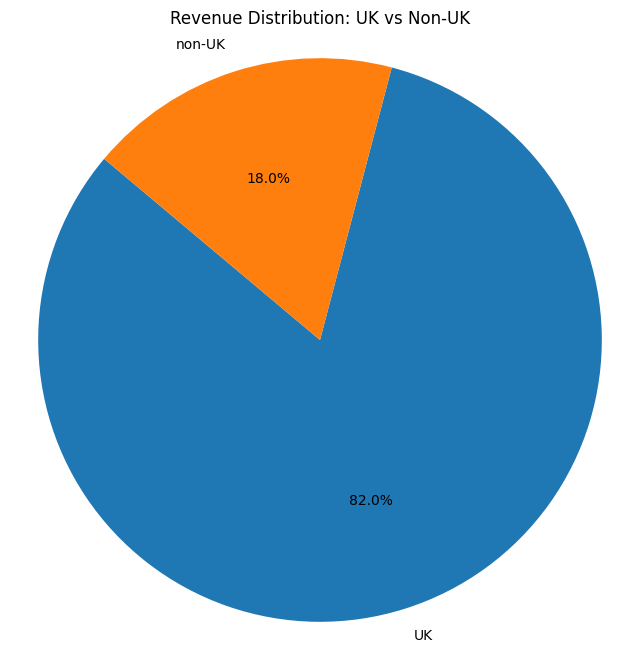 Revenue Distribution: UK vs Non-UK
non-UK
18.0%
82.0%
UK